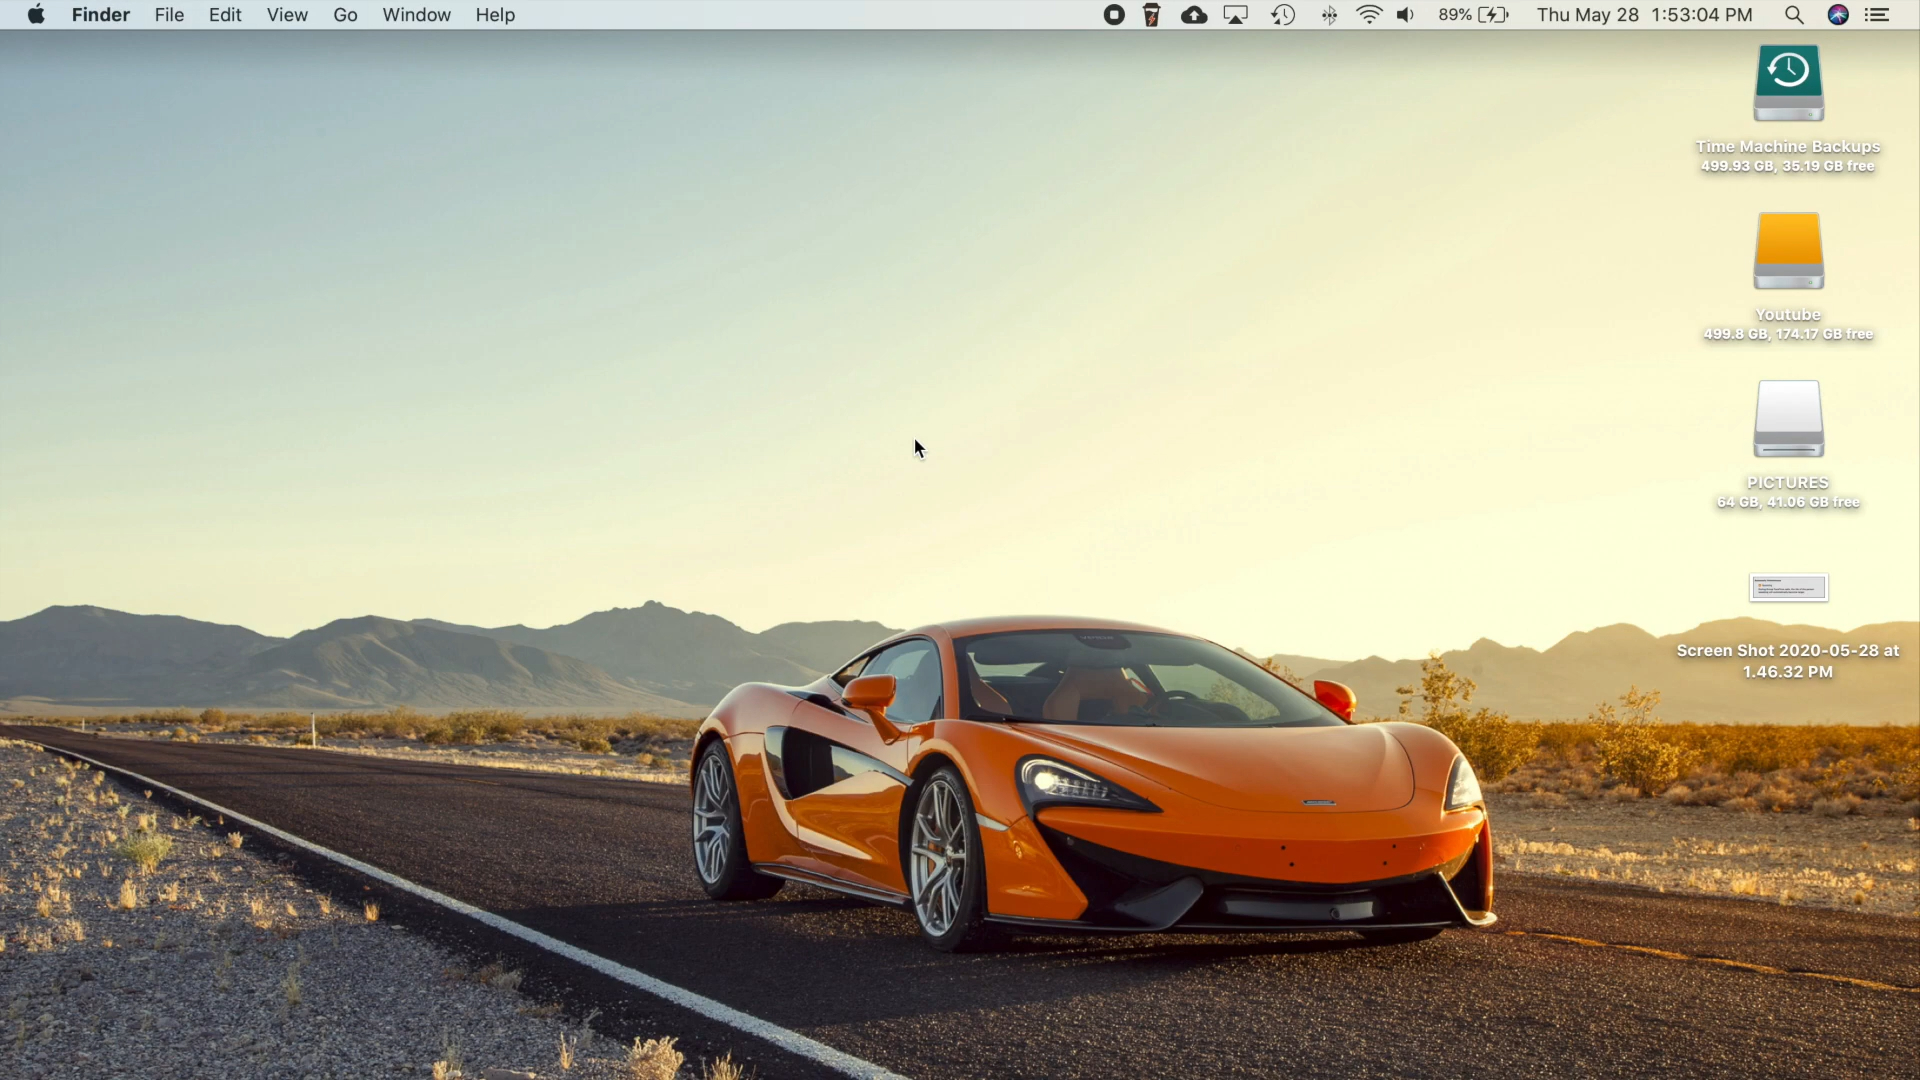 Finder File Edit View Go Window Help 89% Thu May 28 1:53:04 PM
Time Machine Backups
499.93 GB, 35.19 GB free
Youtube
499.8 GB, 174.17 GB free
PICTURES
64 GB, 41.06 GB free
Screen Shot 2020-05-28 at
1.46.32 PM